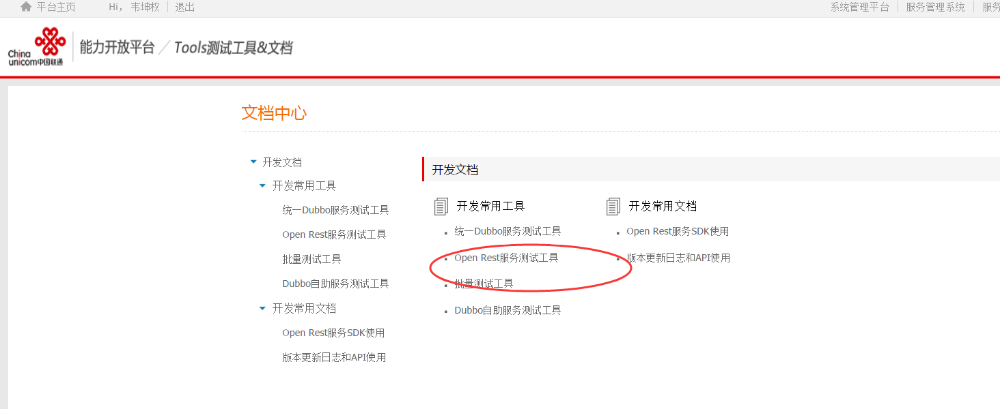 平台主页 Hi， 韦坤权 退出 系统管理平台 服务管理系统 服务
China unicom中国联通 能力开放平台 Tools测试工具&文档
文档中心
开发文档
开发常用工具
统一Dubbo服务测试工具
Open Rest服务测试工具
批量测试工具
Dubbo自助服务测试工具
开发常用文档
Open Rest服务SDK使用
版本更新日志和API使用
开发文档
开发常用工具
统一Dubbo服务测试工具
Open Rest服务测试工具
批量测试工具
Dubbo自助服务测试工具
开发常用文档
Open Rest服务SDK使用
版本更新日志和API使用